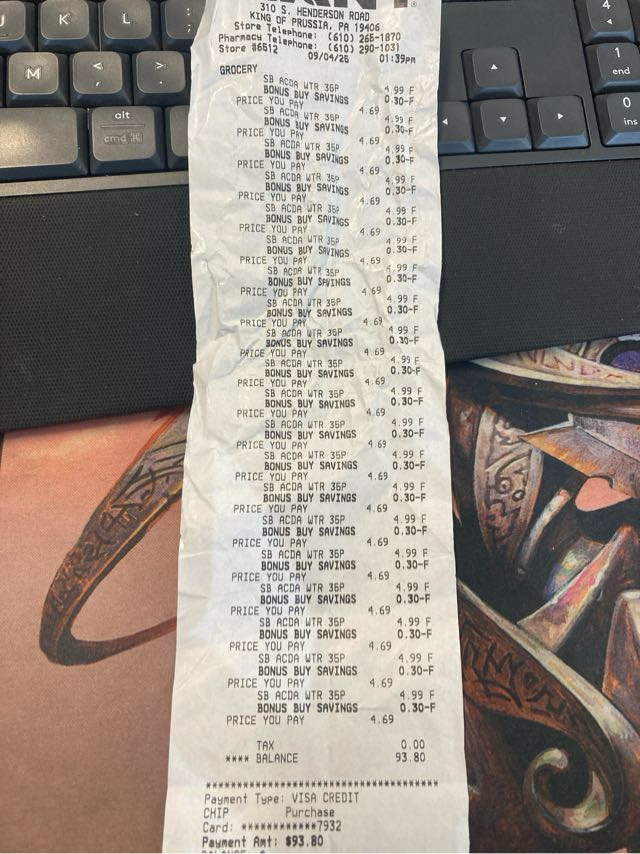 K L
M < , > .
alt
cmd ⌘
4
1
end
0
ins
310 S. HENDERSON ROAD
KING OF PRUSSIA, PA 19406
Store Telephone: (610) 265-1870
Pharmacy Telephone: (610) 290-1031
Store #6512 09/04/25 01:39pm
GROCERY
SB ACDA WTR 35P 4.99 F
BONUS BUY SAVINGS 0.30-F
PRICE YOU PAY 4.69
SB ACDA WTR 35P 4.99 F
BONUS BUY SAVINGS 0.30-F
PRICE YOU PAY 4.69
SB ACDA WTR 35P 4.99 F
BONUS BUY SAVINGS 0.30-F
PRICE YOU PAY 4.69
SB ACDA WTR 35P 4.99 F
BONUS BUY SAVINGS 0.30-F
PRICE YOU PAY 4.69
SB ACDA WTR 35P 4.99 F
BONUS BUY SAVINGS 0.30-F
PRICE YOU PAY 4.69
SB ACDA WTR 35P 4.99 F
BONUS BUY SAVINGS 0.30-F
PRICE YOU PAY 4.69
SB ACDA WTR 35P 4.99 F
BONUS BUY SAVINGS 0.30-F
PRICE YOU PAY 4.69
SB ACDA WTR 35P 4.99 F
BONUS BUY SAVINGS 0.30-F
PRICE YOU PAY 4.69
SB ACDA WTR 35P 4.99 F
BONUS BUY SAVINGS 0.30-F
PRICE YOU PAY 4.69
SB ACDA WTR 35P 4.99 F
BONUS BUY SAVINGS 0.30-F
PRICE YOU PAY 4.69
SB ACDA WTR 35P 4.99 F
BONUS BUY SAVINGS 0.30-F
PRICE YOU PAY 4.69
SB ACDA WTR 35P 4.99 F
BONUS BUY SAVINGS 0.30-F
PRICE YOU PAY 4.69
SB ACDA WTR 35P 4.99 F
BONUS BUY SAVINGS 0.30-F
PRICE YOU PAY 4.69
SB ACDA WTR 35P 4.99 F
BONUS BUY SAVINGS 0.30-F
PRICE YOU PAY 4.69
SB ACDA WTR 35P 4.99 F
BONUS BUY SAVINGS 0.30-F
PRICE YOU PAY 4.69
SB ACDA WTR 35P 4.99 F
BONUS BUY SAVINGS 0.30-F
PRICE YOU PAY 4.69
SB ACDA WTR 35P 4.99 F
BONUS BUY SAVINGS 0.30-F
PRICE YOU PAY 4.69
SB ACDA WTR 35P 4.99 F
BONUS BUY SAVINGS 0.30-F
PRICE YOU PAY 4.69
SB ACDA WTR 35P 4.99 F
BONUS BUY SAVINGS 0.30-F
PRICE YOU PAY 4.69
SB ACDA WTR 35P 4.99 F
BONUS BUY SAVINGS 0.30-F
PRICE YOU PAY 4.69
TAX 0.00
**** BALANCE 93.80
****************************************
Payment Type: VISA CREDIT
CHIP Purchase
Card: ************7932
Payment Amt: $93.80